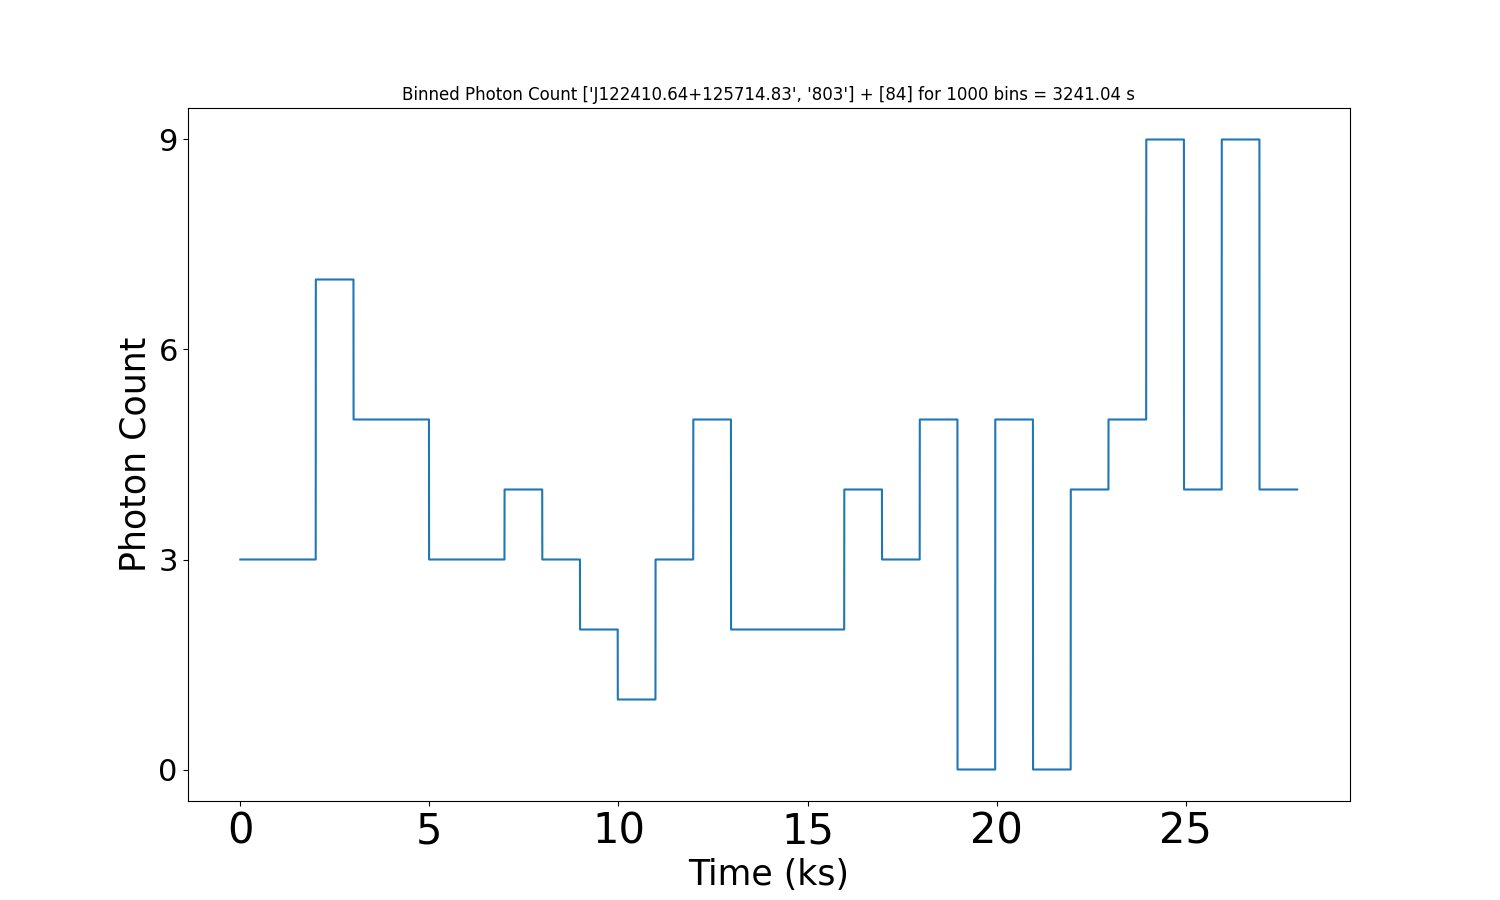 Binned Photon Count ['J122410.64+125714.83', '803'] + [84] for 1000 bins = 3241.04 s
9
6
3
0
Photon Count
0 5 10 15 20 25
Time (ks)